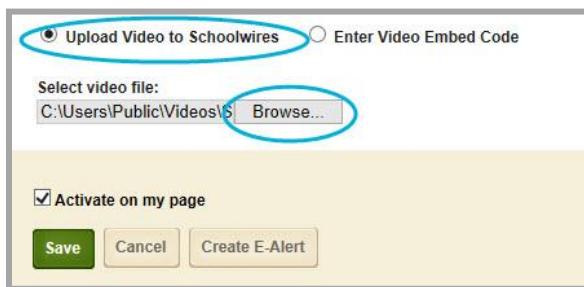 Upload Video to Schoolwires Enter Video Embed Code
Select video file:
C:\Users\Public\Videos\S Browse...
Activate on my page
Save Cancel Create E-Alert